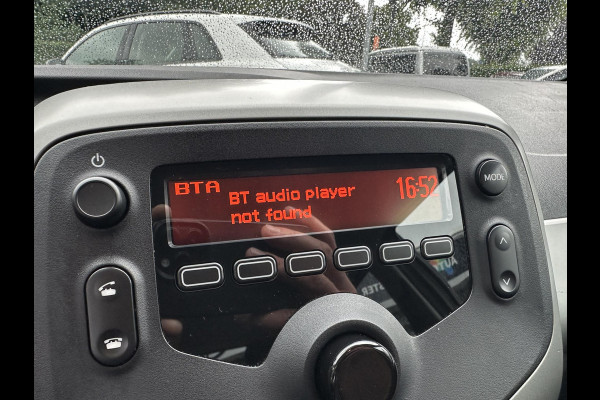 BTA
BT audio player
not found
16:52
MODE